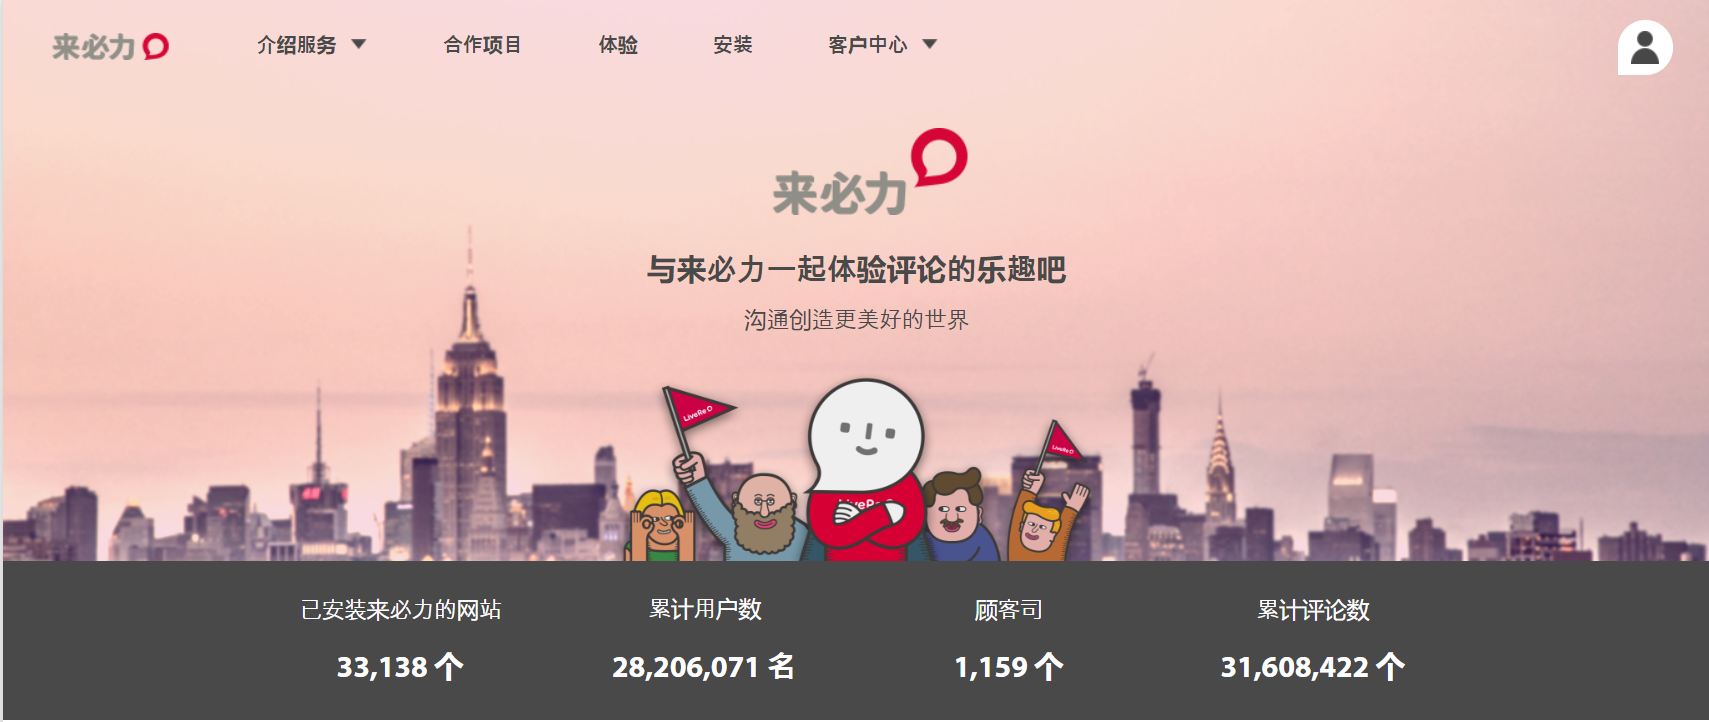 来必力
介绍服务
合作项目
体验
安装
客户中心
来必力
与来必力一起体验评论的乐趣吧
沟通创造更美好的世界
LiveRe
LiveRe
LiveRe
已安装来必力的网站
累计用户数
顾客司
累计评论数
33,138 个
28,206,071 名
1,159 个
31,608,422 个